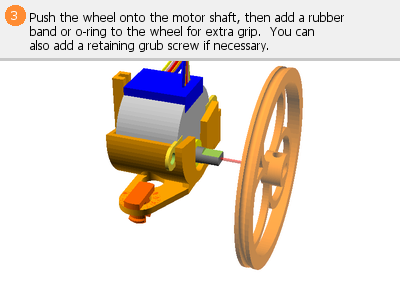 3 Push the wheel onto the motor shaft, then add a rubber
band or o-ring to the wheel for extra grip.  You can
also add a retaining grub screw if necessary.